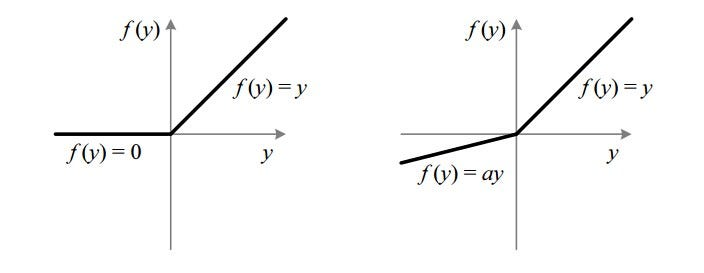 f(y)
f(y) = y
f(y) = 0
y
f(y)
f(y) = y
f(y) = ay
y